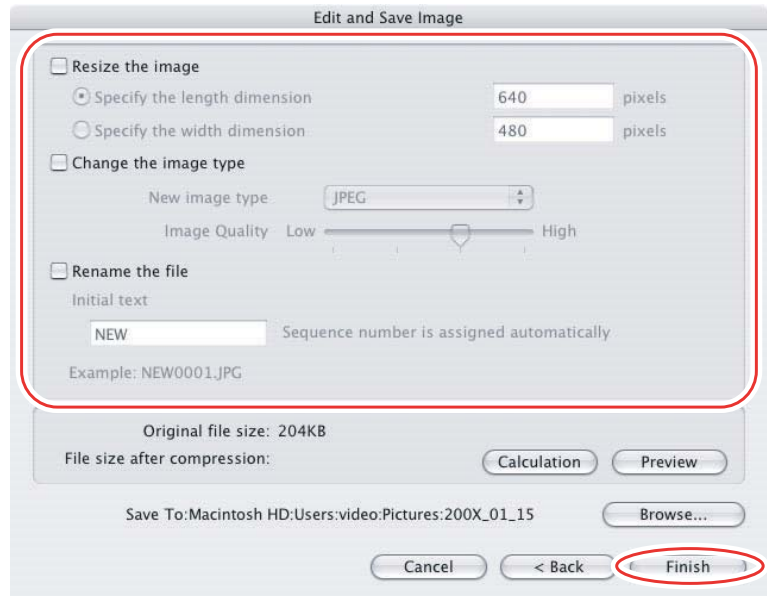 Edit and Save Image
Resize the image
Specify the length dimension 640 pixels
Specify the width dimension 480 pixels
Change the image type
New image type JPEG
Image Quality Low High
Rename the file
Initial text
NEW Sequence number is assigned automatically
Example: NEW0001.JPG
Original file size: 204KB
File size after compression: Calculation Preview
Save To:Macintosh HD:Users:video:Pictures:200X_01_15 Browse...
Cancel < Back Finish